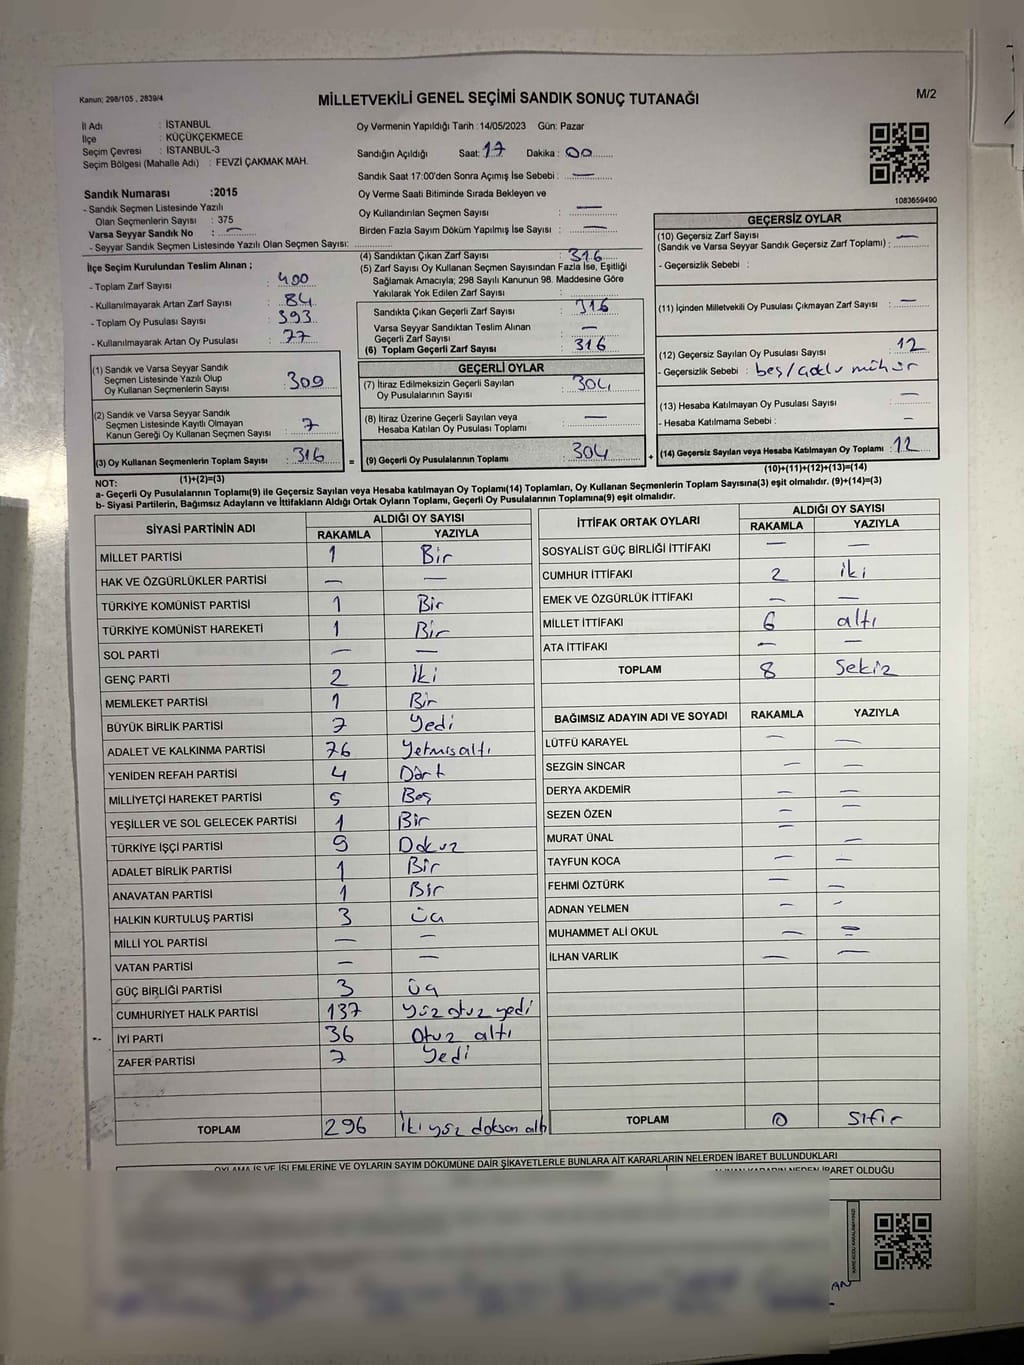 Kanun; 298/105 , 2839/4
MİLLETVEKİLİ GENEL SEÇİMİ SANDIK SONUÇ TUTANAĞI
M/2
İl Adı : İSTANBUL
İlçe : KÜÇÜKÇEKMECE
Seçim Çevresi : İSTANBUL-3
Seçim Bölgesi (Mahalle Adı) : FEVZİ ÇAKMAK MAH.
Sandık Numarası : 2015
- Sandık Seçmen Listesinde Yazılı
Olan Seçmenlerin Sayısı : 375
Varsa Seyyar Sandık No : —
- Seyyar Sandık Seçmen Listesinde Yazılı Olan Seçmen Sayısı:
Oy Vermenin Yapıldığı Tarih :14/05/2023 Gün: Pazar
Sandığın Açıldığı Saat: 17 Dakika : 00
Sandık Saat 17:00'den Sonra Açımış İse Sebebi : —
Oy Verme Saati Bitiminde Sırada Bekleyen ve
Oy Kullandırılan Seçmen Sayısı : —
Birden Fazla Sayım Döküm Yapılmış İse Sayısı : —
1083659490
İlçe Seçim Kurulundan Teslim Alınan ;
- Toplam Zarf Sayısı : 400
- Kullanılmayarak Artan Zarf Sayısı : 84
- Toplam Oy Pusulası Sayısı : 393
- Kullanılmayarak Artan Oy Pusulası : 77
(1) Sandık ve Varsa Seyyar Sandık
Seçmen Listesinde Yazılı Olup
Oy Kullanan Seçmenlerin Sayısı : 309
(2) Sandık ve Varsa Seyyar Sandık
Seçmen Listesinde Kayıtlı Olmayan
Kanun Gereği Oy Kullanan Seçmen Sayısı : 7
(3) Oy Kullanan Seçmenlerin Toplam Sayısı : 316
(1)+(2)=(3)
(4) Sandıktan Çıkan Zarf Sayısı : 316
(5) Zarf Sayısı Oy Kullanan Seçmen Sayısından Fazla İse, Eşitliği
Sağlamak Amacıyla; 298 Sayılı Kanunun 98. Maddesine Göre
Yakılarak Yok Edilen Zarf Sayısı :
Sandıkta Çıkan Geçerli Zarf Sayısı : 316
Varsa Seyyar Sandıktan Teslim Alınan
Geçerli Zarf Sayısı : —
(6) Toplam Geçerli Zarf Sayısı : 316
GEÇERLİ OYLAR
(7) İtiraz Edilmeksizin Geçerli Sayılan
Oy Pusulalarının Sayısı : 304
(8) İtiraz Üzerine Geçerli Sayılan veya
Hesaba Katılan Oy Pusulası Toplamı : —
= (9) Geçerli Oy Pusulalarının Toplamı : 304
GEÇERSİZ OYLAR
(10) Geçersiz Zarf Sayısı
(Sandık ve Varsa Seyyar Sandık Geçersiz Zarf Toplamı) : —
- Geçersizlik Sebebi :
(11) İçinden Milletvekili Oy Pusulası Çıkmayan Zarf Sayısı : —
(12) Geçersiz Sayılan Oy Pusulası Sayısı : 12
- Geçersizlik Sebebi : beş/çoklu mühür
(13) Hesaba Katılmayan Oy Pusulası Sayısı : —
- Hesaba Katılmama Sebebi : —
+ (14) Geçersiz Sayılan veya Hesaba Katılmayan Oy Toplamı : 12
(10)+(11)+(12)+(13)=(14)
NOT:
a- Geçerli Oy Pusulalarının Toplamı(9) ile Geçersiz Sayılan veya Hesaba katılmayan Oy Toplamı(14) Toplamları, Oy Kullanan Seçmenlerin Toplam Sayısına(3) eşit olmalıdır. (9)+(14)=(3)
b- Siyasi Partilerin, Bağımsız Adayların ve İttifakların Aldığı Ortak Oyların Toplamı, Geçerli Oy Pusulalarının Toplamına(9) eşit olmalıdır.
SİYASİ PARTİNİN ADI ALDIĞI OY SAYISI
RAKAMLA YAZIYLA
MİLLET PARTİSİ 1 Bir
HAK VE ÖZGÜRLÜKLER PARTİSİ — —
TÜRKİYE KOMÜNİST PARTİSİ 1 Bir
TÜRKİYE KOMÜNİST HAREKETİ 1 Bir
SOL PARTİ — —
GENÇ PARTİ 2 İki
MEMLEKET PARTİSİ 1 Bir
BÜYÜK BİRLİK PARTİSİ 7 Yedi
ADALET VE KALKINMA PARTİSİ 76 Yetmişaltı
YENİDEN REFAH PARTİSİ 4 Dört
MİLLİYETÇİ HAREKET PARTİSİ 5 Beş
YEŞİLLER VE SOL GELECEK PARTİSİ 1 Bir
TÜRKİYE İŞÇİ PARTİSİ 9 Dokuz
ADALET BİRLİK PARTİSİ 1 Bir
ANAVATAN PARTİSİ 1 Bir
HALKIN KURTULUŞ PARTİSİ 3 üç
MİLLİ YOL PARTİSİ — —
VATAN PARTİSİ — —
GÜÇ BİRLİĞİ PARTİSİ 3 üç
CUMHURİYET HALK PARTİSİ 137 yüz otuz yedi
İYİ PARTİ 36 otuz altı
ZAFER PARTİSİ 7 Yedi
TOPLAM 296 İki yüz doksan altı
İTTİFAK ORTAK OYLARI ALDIĞI OY SAYISI
RAKAMLA YAZIYLA
SOSYALİST GÜÇ BİRLİĞİ İTTİFAKI — —
CUMHUR İTTİFAKI 2 iki
EMEK VE ÖZGÜRLÜK İTTİFAKI — —
MİLLET İTTİFAKI 6 altı
ATA İTTİFAKI — —
TOPLAM 8 Sekiz
BAĞIMSIZ ADAYIN ADI VE SOYADI RAKAMLA YAZIYLA
LÜTFÜ KARAYEL — —
SEZGİN SİNCAR — —
DERYA AKDEMİR — —
SEZEN ÖZEN — —
MURAT ÜNAL — —
TAYFUN KOCA — —
FEHMİ ÖZTÜRK — —
ADNAN YELMEN — —
MUHAMMET ALİ OKUL — —
İLHAN VARLIK — —
TOPLAM 0 Sıfır
OYLAMA İŞ VE İŞLEMLERİNE VE OYLARIN SAYIM DÖKÜMÜNE DAİR ŞİKAYETLERLE BUNLARA AİT KARARLARIN NELERDEN İBARET BULUNDUKLARI
ALINAN KARARIN NEDEN İBARET OLDUĞU